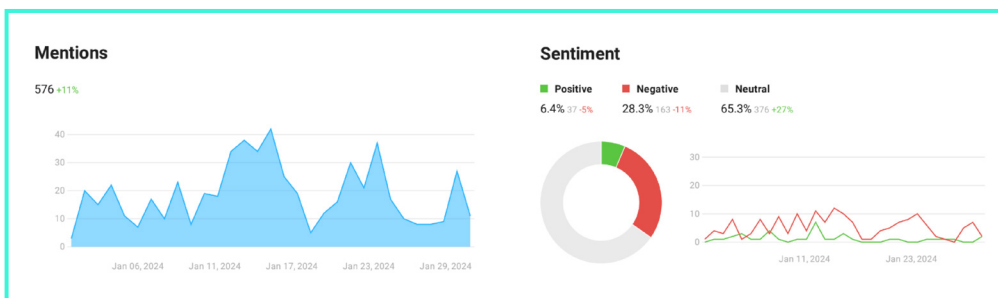 Mentions
576 +11%
40
30
20
10
0
Jan 06, 2024 Jan 11, 2024 Jan 17, 2024 Jan 23, 2024 Jan 29, 2024
Sentiment
Positive Negative Neutral
6.4% 37 -5% 28.3% 163 -11% 65.3% 376 +27%
30
20
10
0
Jan 11, 2024 Jan 23, 2024